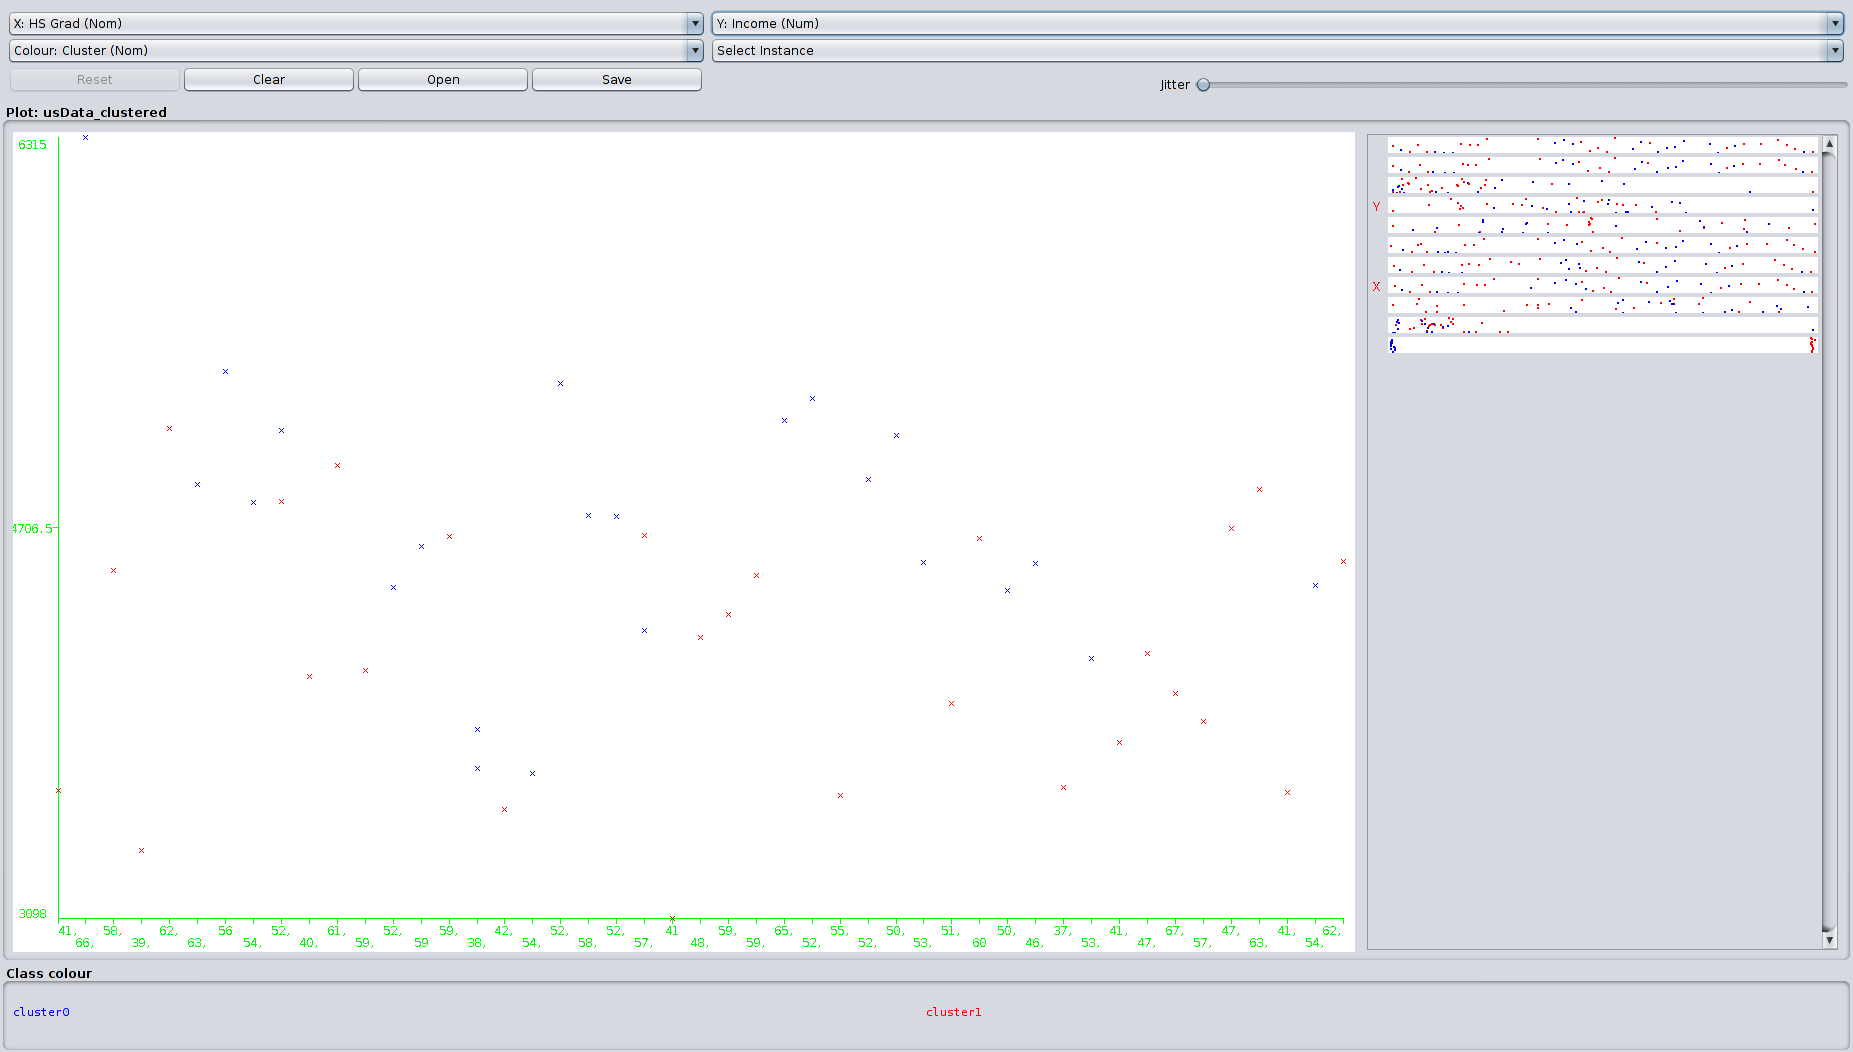 X: HS Grad (Nom)
Y: Income (Num)
Colour: Cluster (Nom)
Select Instance
Reset
Clear
Open
Save
Jitter
Plot: usData_clustered
6315
4706.5
3098
41, 58, 62, 56 52, 61, 52, 59, 42, 52, 52, 41 59, 65, 55, 50, 51, 50, 37, 41, 67, 47, 41, 62,
66, 39, 63, 54, 40, 59, 59 38, 54, 58, 57, 48, 59, 52, 52, 53, 60 46, 53, 47, 57, 63, 54,
Y
X
Class colour
cluster0
cluster1